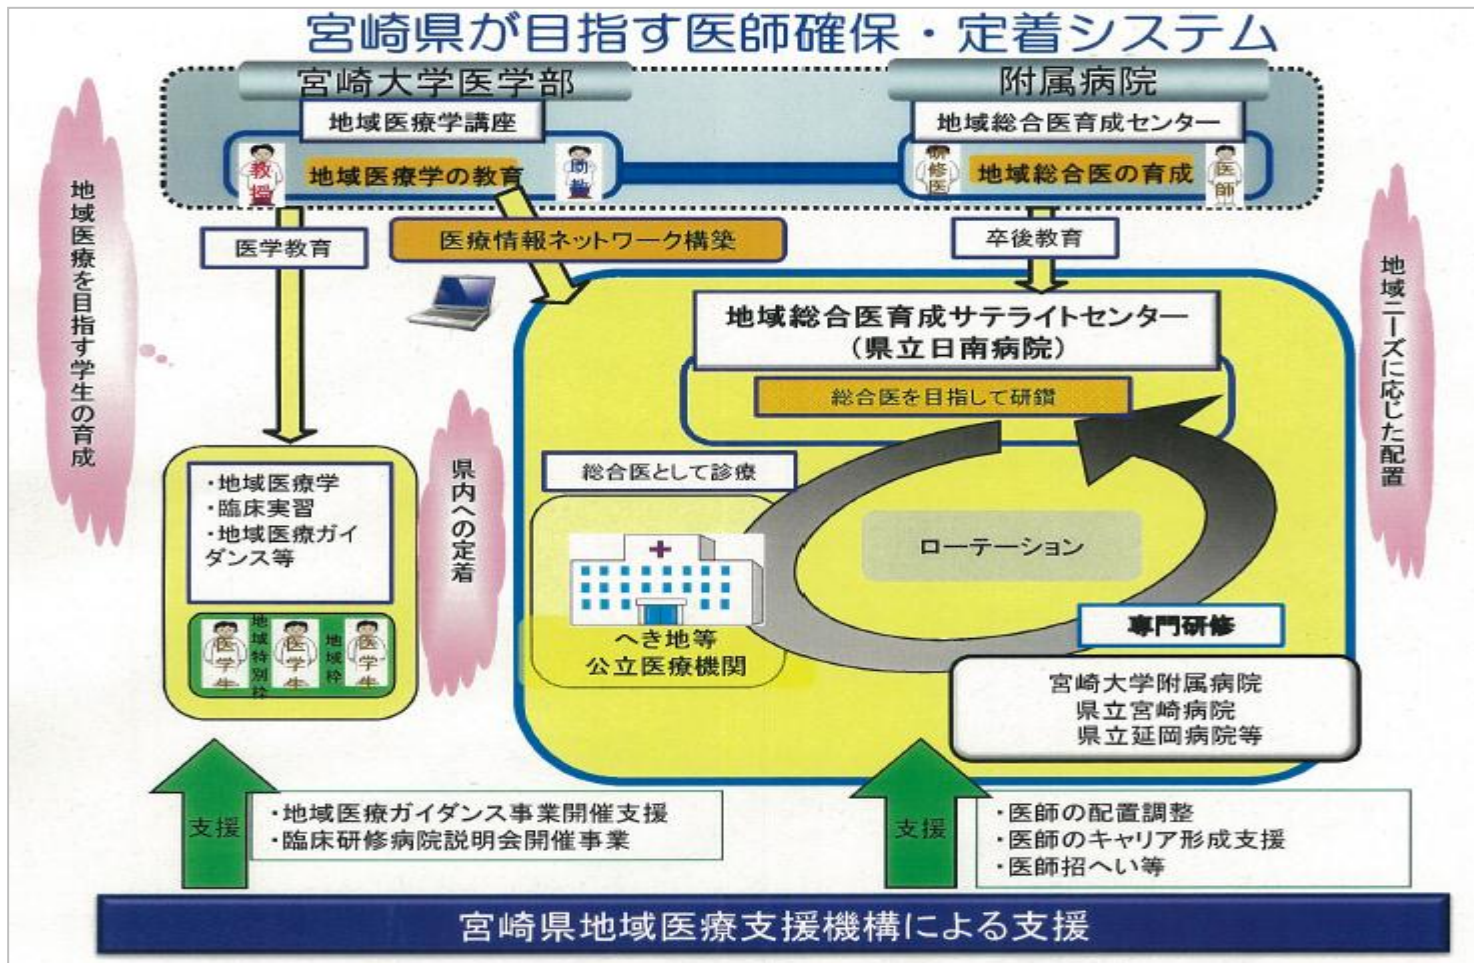 宮崎県が目指す医師確保・定着システム
宮崎大学医学部
附属病院
地域医療学講座
地域総合医育成センター
教授
地域医療学の教育
助教
研修医
地域総合医の育成
医師
医学教育
医療情報ネットワーク構築
卒後教育
地域医療を目指す学生の育成
地域ニーズに応じた配置
地域総合医育成サテライトセンター
（県立日南病院）
総合医を目指して研鑽
・地域医療学
・臨床実習
・地域医療ガイ
ダンス等
県内への定着
総合医として診療
ローテーション
へき地等
公立医療機関
専門研修
宮崎大学附属病院
県立宮崎病院
県立延岡病院等
医学生
地域特別枠
医学生
地域枠
医学生
支援
・地域医療ガイダンス事業開催支援
・臨床研修病院説明会開催事業
支援
・医師の配置調整
・医師のキャリア形成支援
・医師招へい等
宮崎県地域医療支援機構による支援